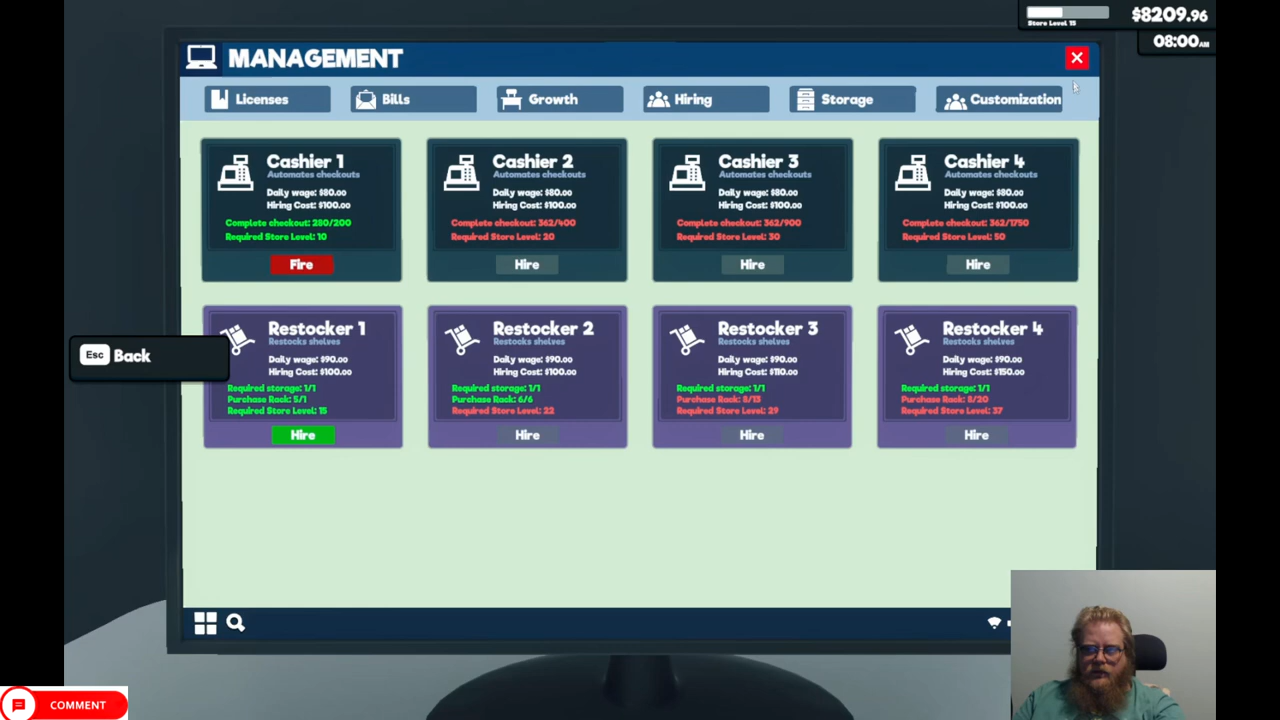 $8209.96
Store Level 15
08:00AM
MANAGEMENT
Licenses
Bills
Growth
Hiring
Storage
Customization
Cashier 1
Automates checkouts
Daily wage: $80.00
Hiring Cost: $100.00
Complete checkout: 280/200
Required Store Level: 10
Fire
Cashier 2
Automates checkouts
Daily wage: $80.00
Hiring Cost: $100.00
Complete checkout: 362/400
Required Store Level: 20
Hire
Cashier 3
Automates checkouts
Daily wage: $80.00
Hiring Cost: $100.00
Complete checkout: 362/900
Required Store Level: 30
Hire
Cashier 4
Automates checkouts
Daily wage: $80.00
Hiring Cost: $100.00
Complete checkout: 362/1750
Required Store Level: 50
Hire
Esc Back
Restocker 1
Restocks shelves
Daily wage: $90.00
Hiring Cost: $100.00
Required storage: 1/1
Purchase Rack: 5/1
Required Store Level: 15
Hire
Restocker 2
Restocks shelves
Daily wage: $90.00
Hiring Cost: $100.00
Required storage: 1/1
Purchase Rack: 6/6
Required Store Level: 22
Hire
Restocker 3
Restocks shelves
Daily wage: $90.00
Hiring Cost: $110.00
Required storage: 1/1
Purchase Rack: 8/13
Required Store Level: 29
Hire
Restocker 4
Restocks shelves
Daily wage: $90.00
Hiring Cost: $150.00
Required storage: 1/1
Purchase Rack: 8/20
Required Store Level: 37
Hire
COMMENT